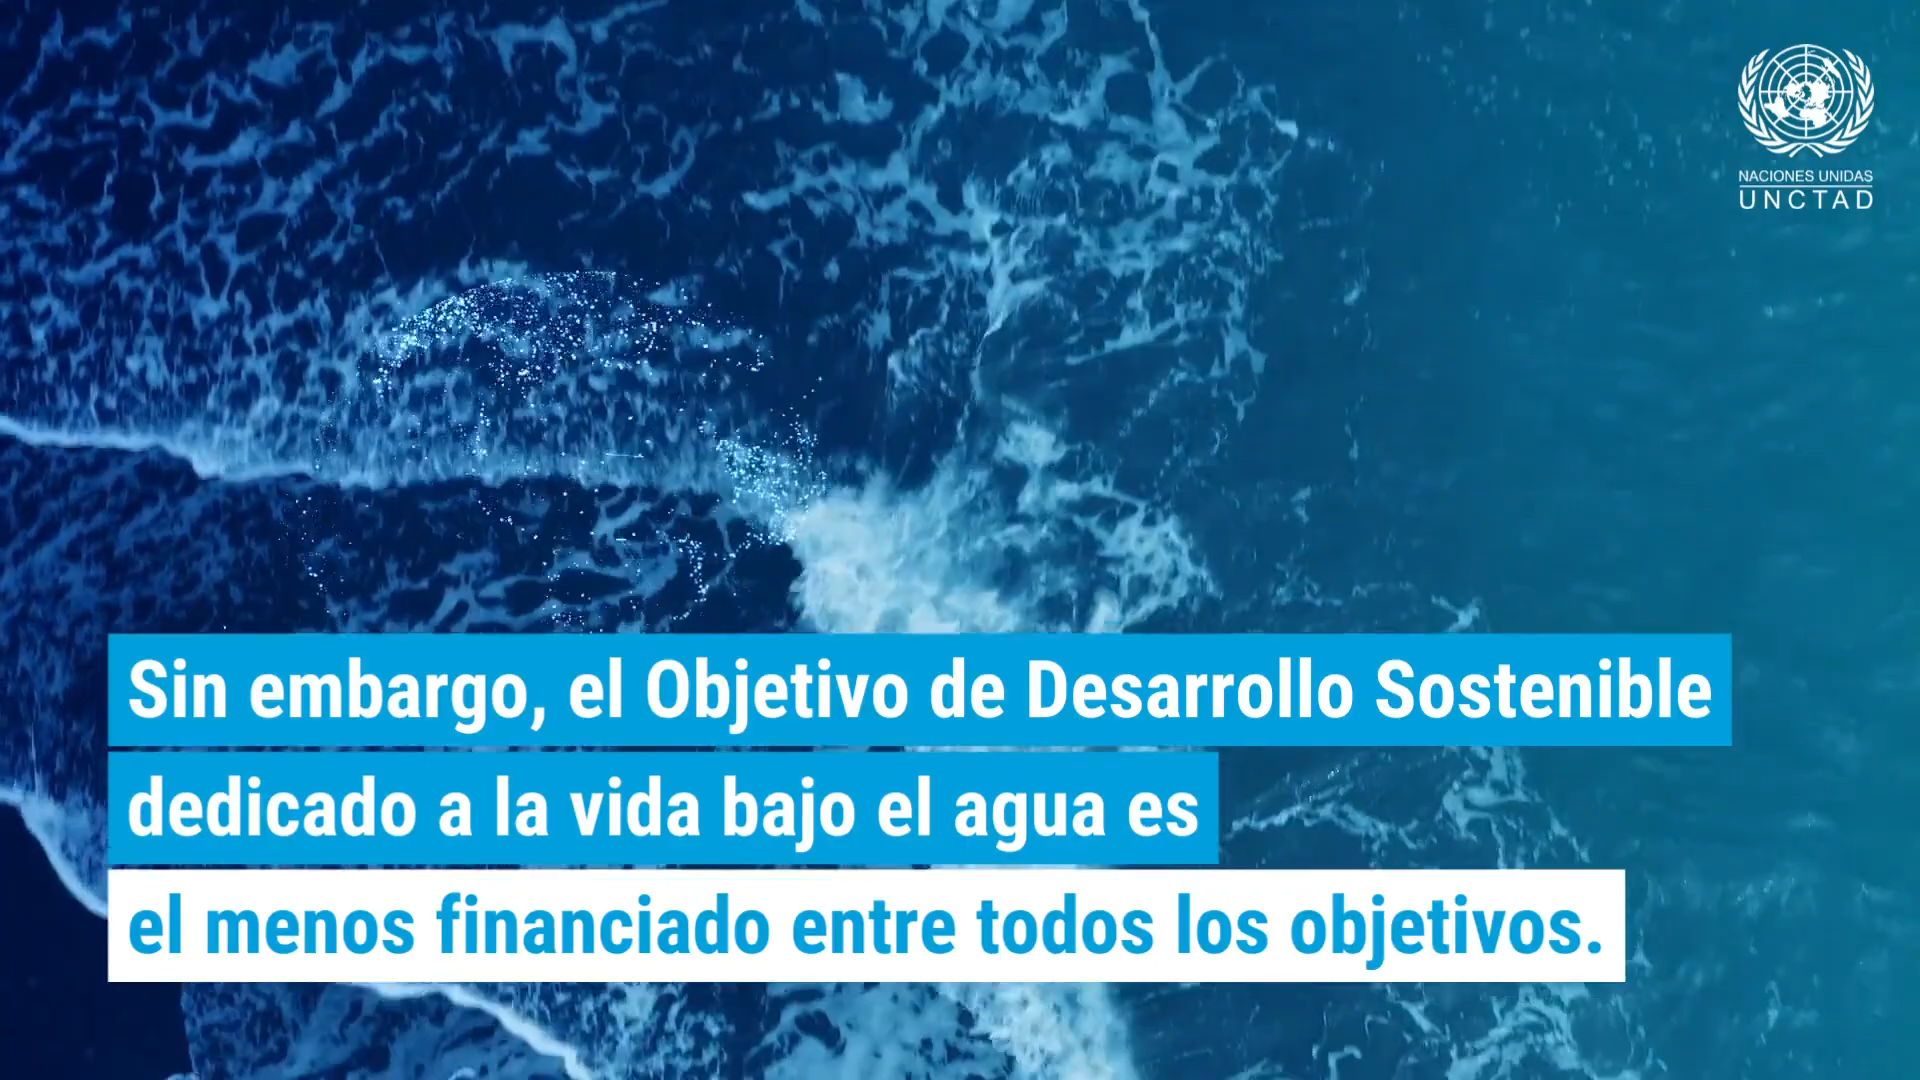 NACIONES UNIDAS
UNCTAD
Sin embargo, el Objetivo de Desarrollo Sostenible
dedicado a la vida bajo el agua es
el menos financiado entre todos los objetivos.